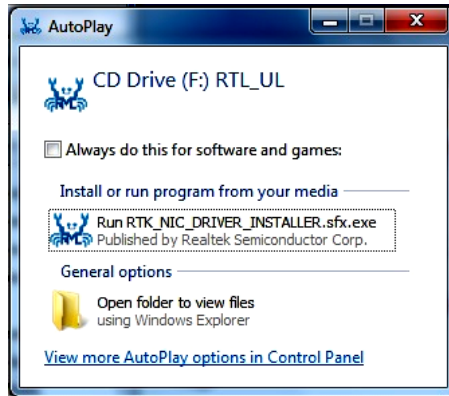 AutoPlay
CD Drive (F:) RTL_UL
Always do this for software and games:
Install or run program from your media
Run RTK_NIC_DRIVER_INSTALLER.sfx.exe
Published by Realtek Semiconductor Corp.
General options
Open folder to view files
using Windows Explorer
View more AutoPlay options in Control Panel